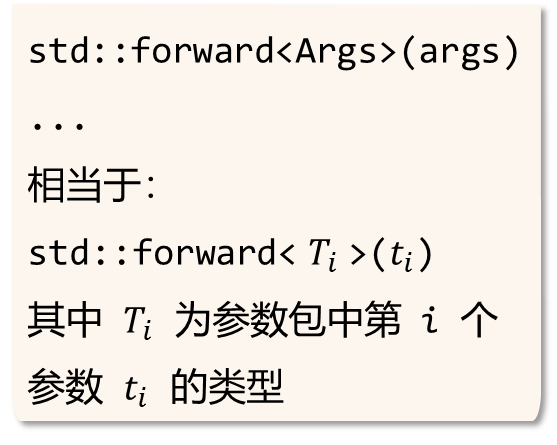 std::forward<Args>(args)
...
相当于:
std::forward< Tᵢ >(tᵢ)
其中 Tᵢ 为参数包中第 i 个
参数 tᵢ 的类型